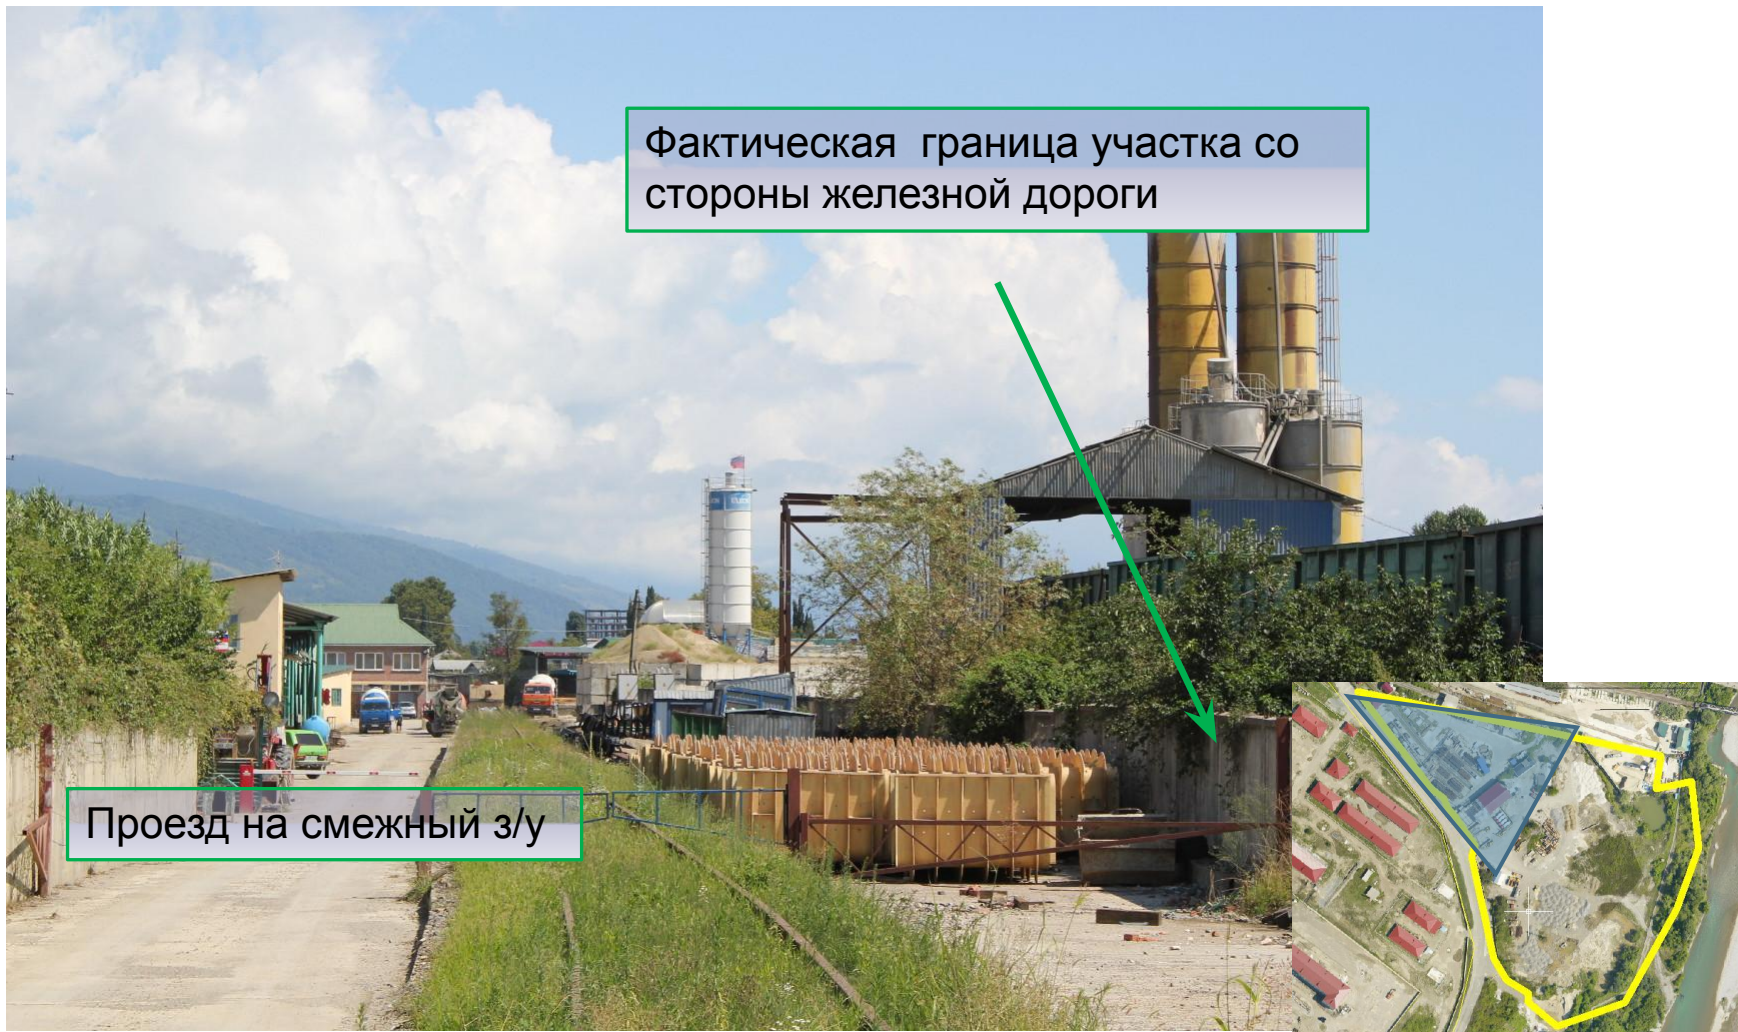 Фактическая граница участка со
стороны железной дороги
Проезд на смежный з/у